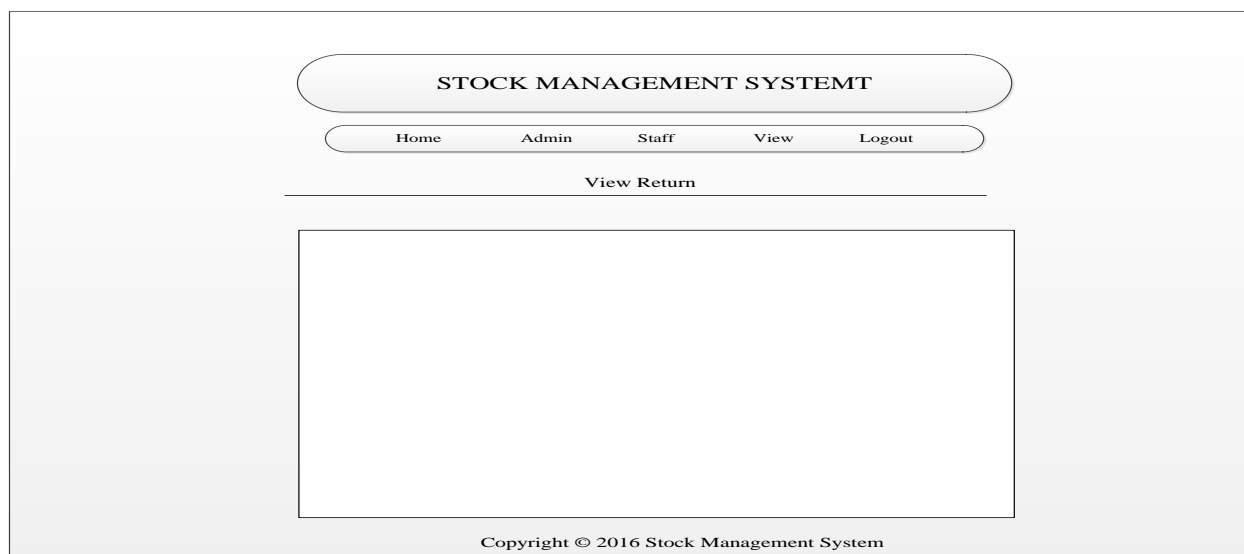 STOCK MANAGEMENT SYSTEMT
Home Admin Staff View Logout
View Return
Copyright © 2016 Stock Management System